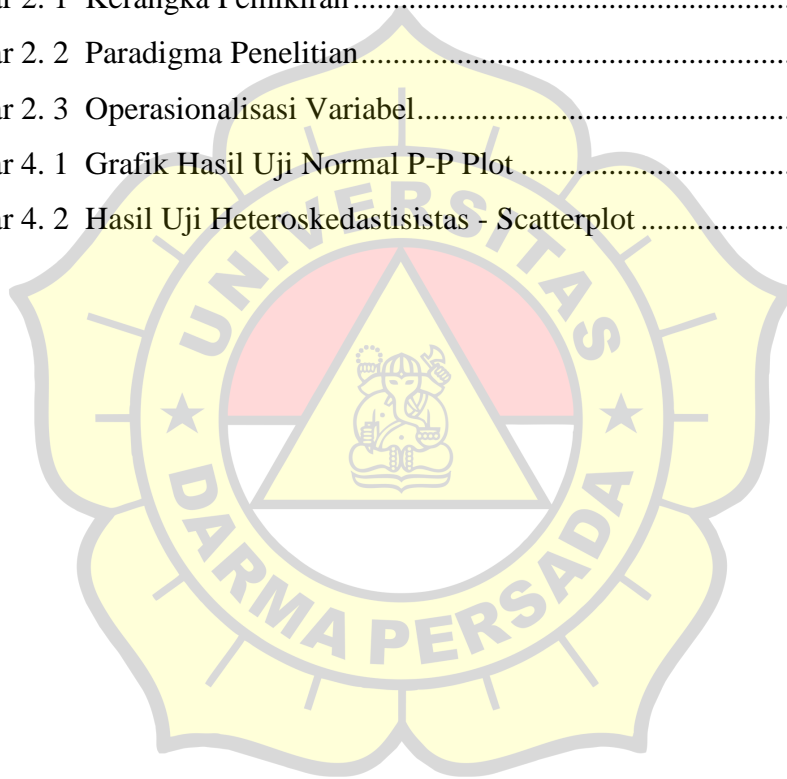 ar 2. 1 Kerangka Pemikiran....................................................
ar 2. 2 Paradigma Penelitian....................................................
ar 2. 3 Operasionalisasi Variabel..............................................
ar 4. 1 Grafik Hasil Uji Normal P-P Plot ..................................
ar 4. 2 Hasil Uji Heteroskedastisistas - Scatterplot ...................
UNIVERSITAS
DARMA PERSADA